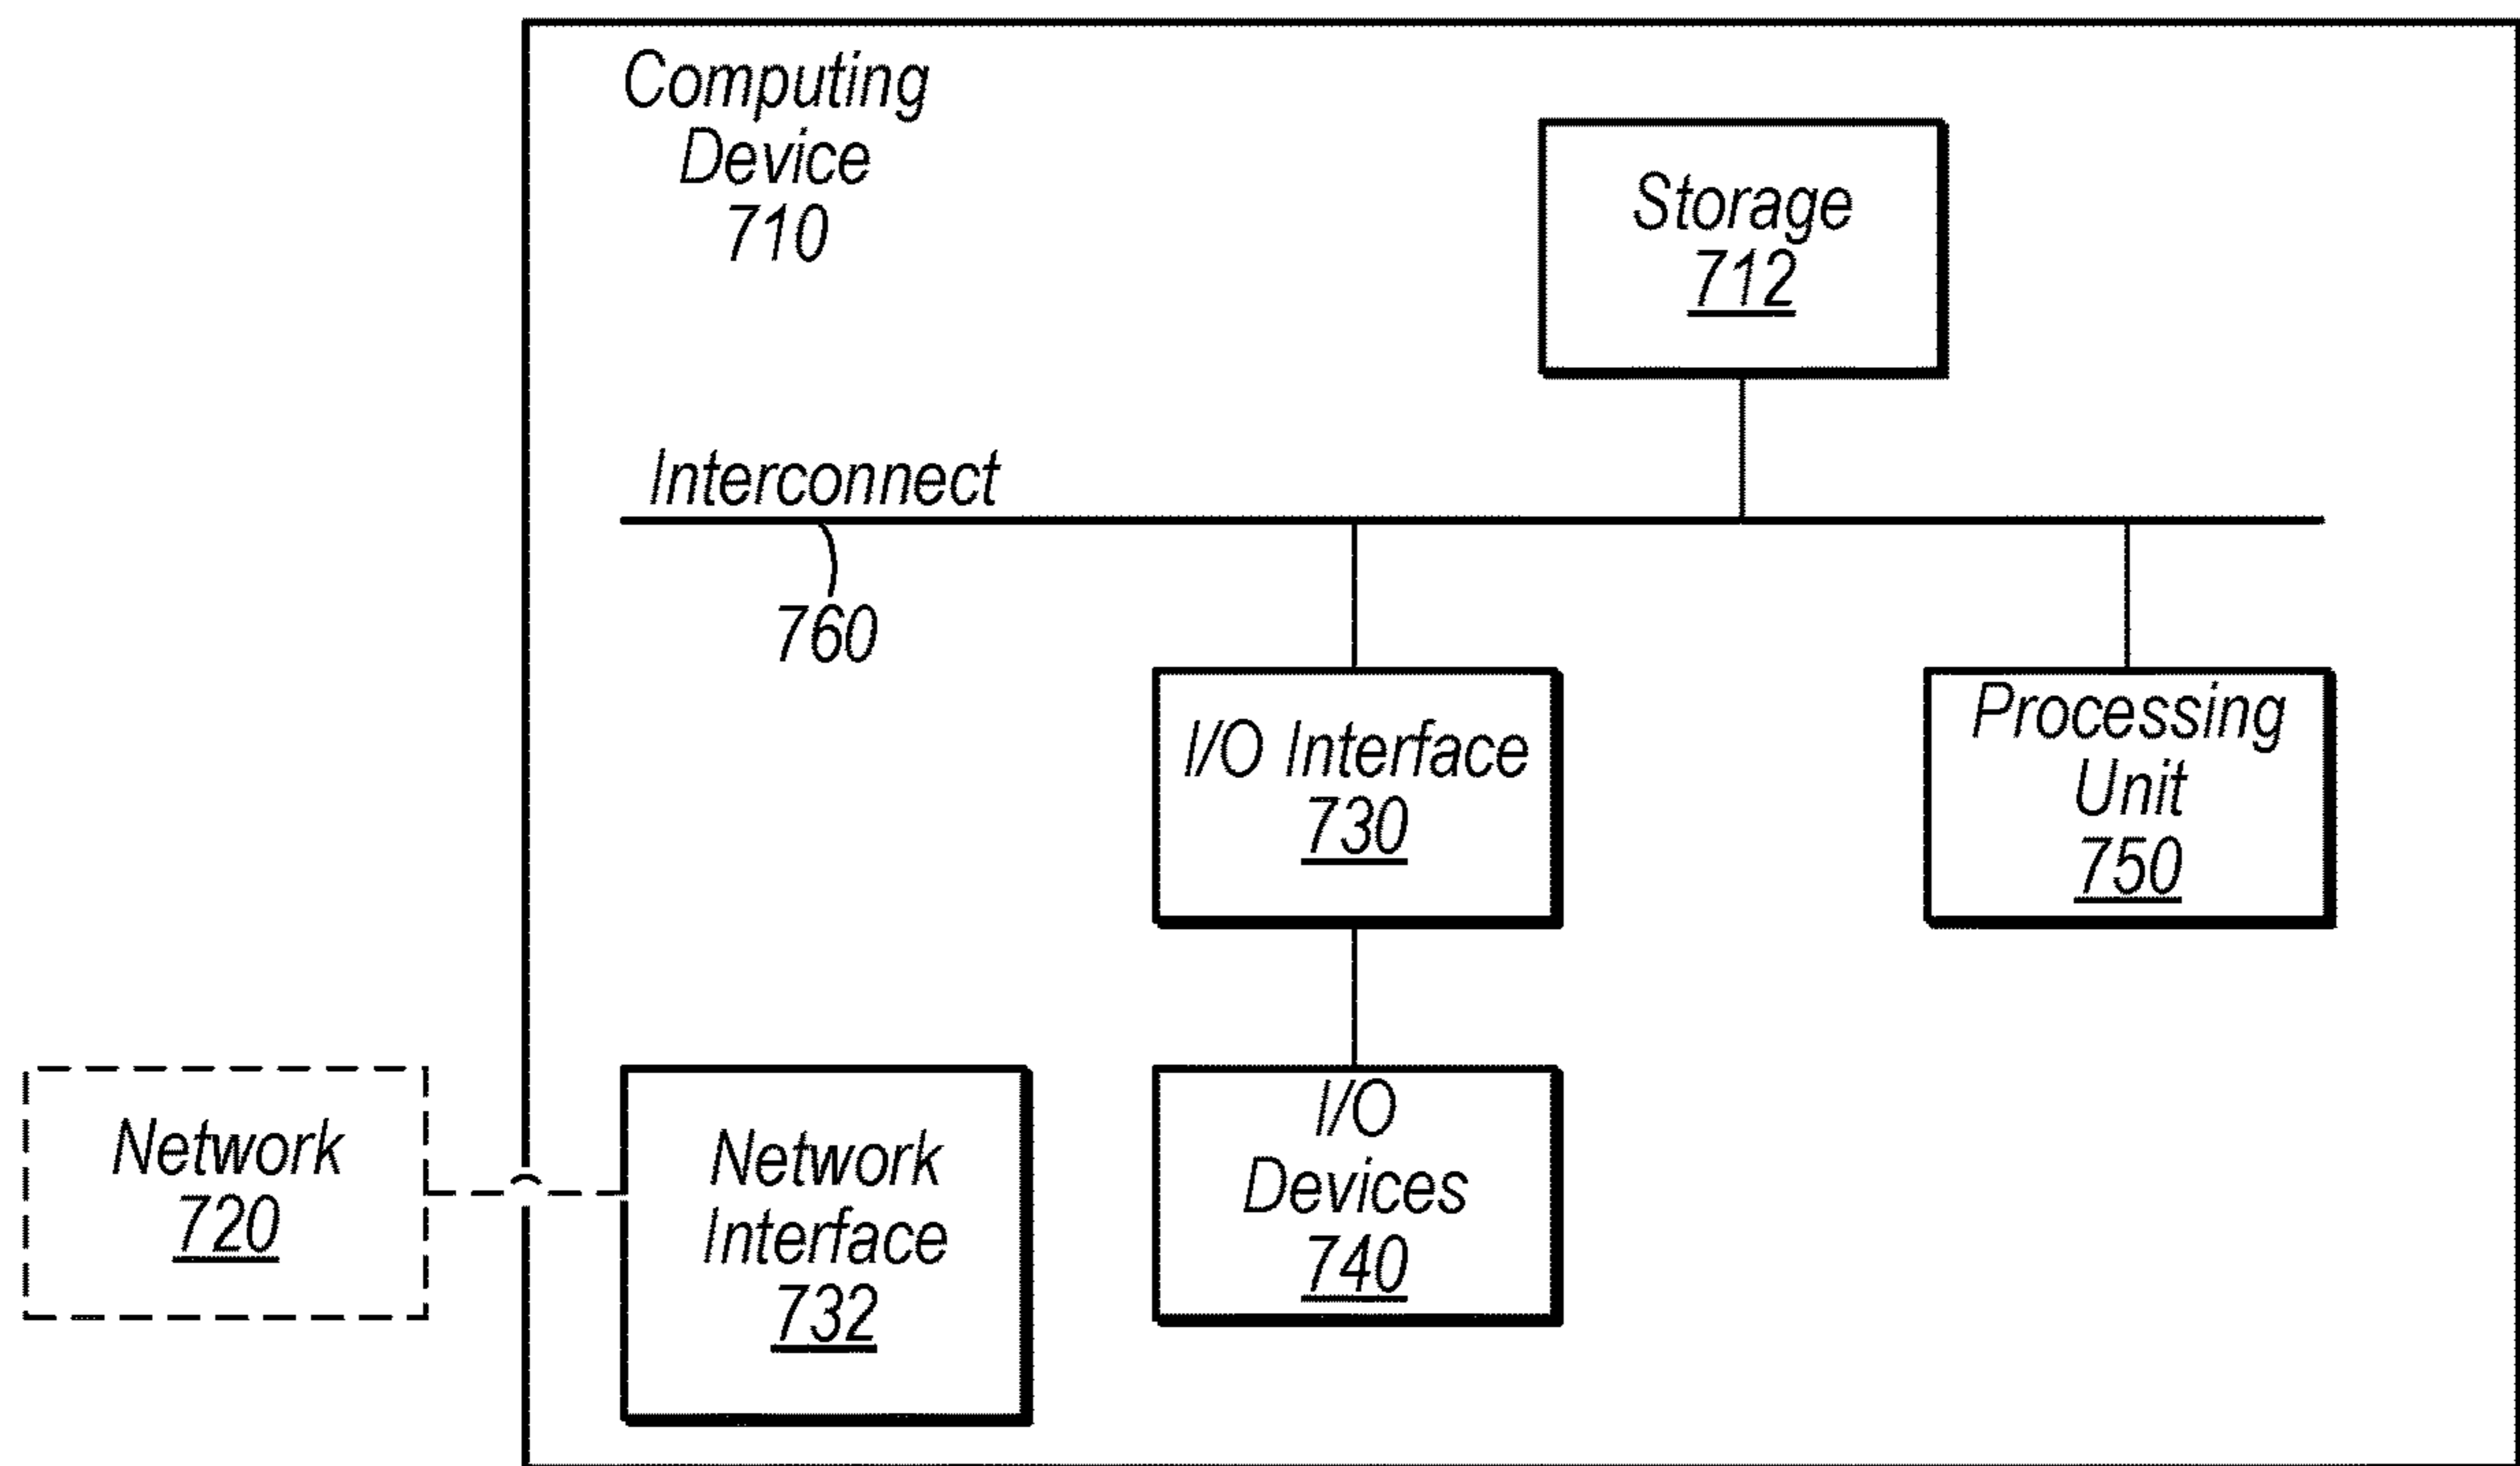 Computing
Device
710
Storage
712
Interconnect
760
I/O Interface
730
Processing
Unit
750
Network
720
Network
Interface
732
I/O
Devices
740